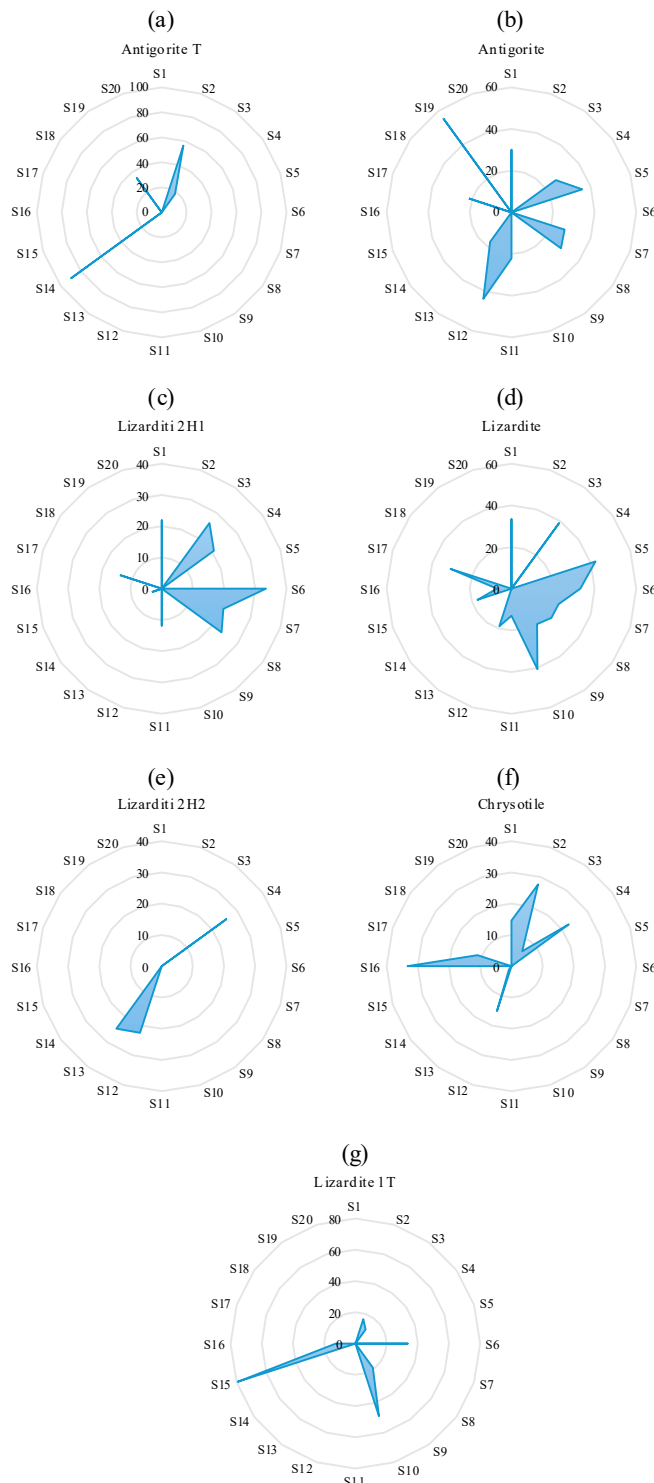 (a)
Antigorite T
S1
S2
S3
S4
S5
S6
S7
S8
S9
S10
S11
S12
S13
S14
S15
S16
S17
S18
S19
S20
100
80
60
40
20
0
(b)
Antigorite
S1
S2
S3
S4
S5
S6
S7
S8
S9
S10
S11
S12
S13
S14
S15
S16
S17
S18
S19
S20
60
40
20
0
(c)
Lizarditi 2H1
S1
S2
S3
S4
S5
S6
S7
S8
S9
S10
S11
S12
S13
S14
S15
S16
S17
S18
S19
S20
40
30
20
10
0
(d)
Lizardite
S1
S2
S3
S4
S5
S6
S7
S8
S9
S10
S11
S12
S13
S14
S15
S16
S17
S18
S19
S20
60
40
20
0
(e)
Lizarditi 2H2
S1
S2
S3
S4
S5
S6
S7
S8
S9
S10
S11
S12
S13
S14
S15
S16
S17
S18
S19
S20
40
30
20
10
0
(f)
Chrysotile
S1
S2
S3
S4
S5
S6
S7
S8
S9
S10
S11
S12
S13
S14
S15
S16
S17
S18
S19
S20
40
30
20
10
0
(g)
Lizardite 1T
S1
S2
S3
S4
S5
S6
S7
S8
S9
S10
S11
S12
S13
S14
S15
S16
S17
S18
S19
S20
80
60
40
20
0